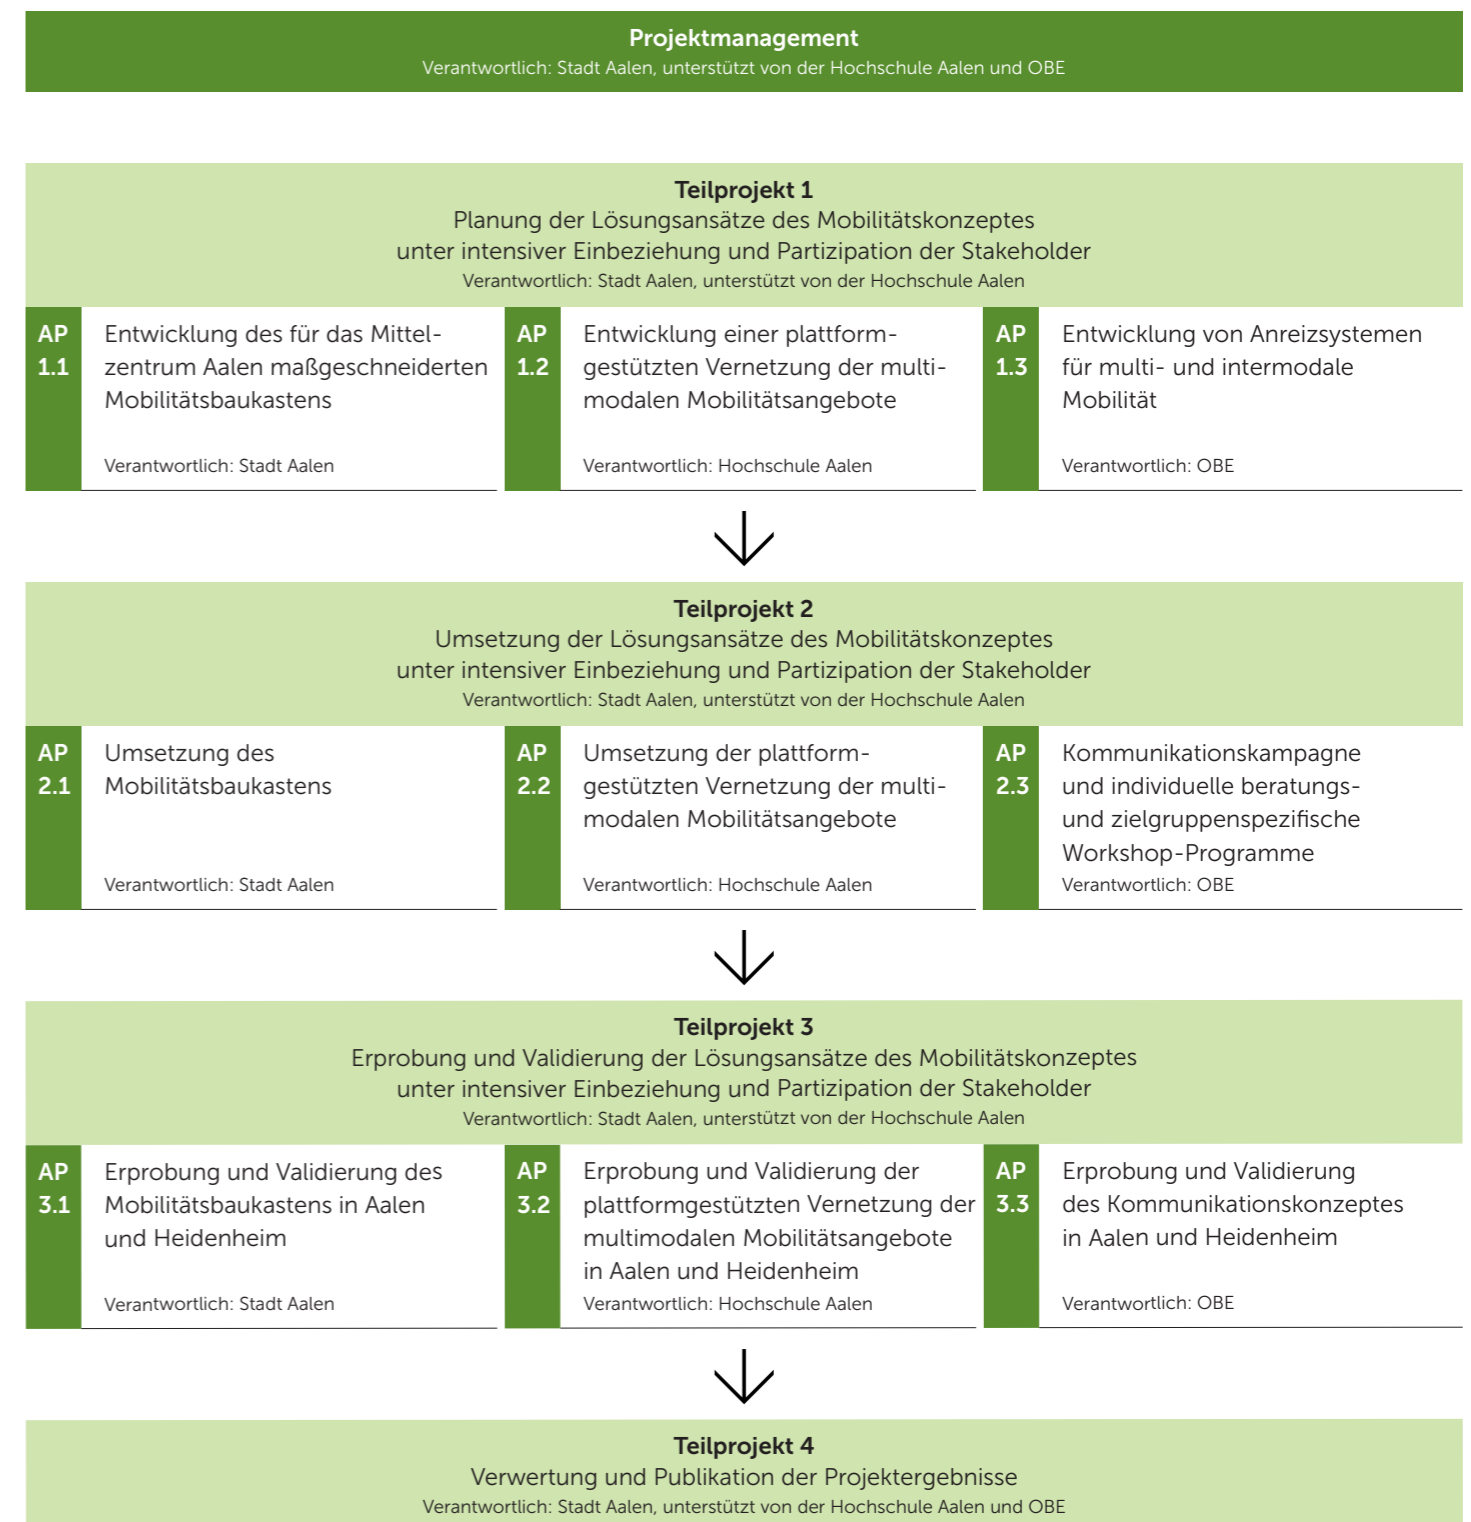 Projektmanagement
Verantwortlich: Stadt Aalen, unterstützt von der Hochschule Aalen und OBE
Teilprojekt 1
Planung der Lösungsansätze des Mobilitätskonzeptes
unter intensiver Einbeziehung und Partizipation der Stakeholder
Verantwortlich: Stadt Aalen, unterstützt von der Hochschule Aalen
AP
1.1
Entwicklung des für das Mittel-
zentrum Aalen maßgeschneiderten
Mobilitätsbaukastens
Verantwortlich: Stadt Aalen
AP
1.2
Entwicklung einer plattform-
gestützten Vernetzung der multi-
modalen Mobilitätsangebote
Verantwortlich: Hochschule Aalen
AP
1.3
Entwicklung von Anreizsystemen
für multi- und intermodale
Mobilität
Verantwortlich: OBE
Teilprojekt 2
Umsetzung der Lösungsansätze des Mobilitätskonzeptes
unter intensiver Einbeziehung und Partizipation der Stakeholder
Verantwortlich: Stadt Aalen, unterstützt von der Hochschule Aalen
AP
2.1
Umsetzung des
Mobilitätsbaukastens
Verantwortlich: Stadt Aalen
AP
2.2
Umsetzung der plattform-
gestützten Vernetzung der multi-
modalen Mobilitätsangebote
Verantwortlich: Hochschule Aalen
AP
2.3
Kommunikationskampagne
und individuelle beratungs-
und zielgruppenspezifische
Workshop-Programme
Verantwortlich: OBE
Teilprojekt 3
Erprobung und Validierung der Lösungsansätze des Mobilitätskonzeptes
unter intensiver Einbeziehung und Partizipation der Stakeholder
Verantwortlich: Stadt Aalen, unterstützt von der Hochschule Aalen
AP
3.1
Erprobung und Validierung des
Mobilitätsbaukastens in Aalen
und Heidenheim
Verantwortlich: Stadt Aalen
AP
3.2
Erprobung und Validierung der
plattformgestützten Vernetzung der
multimodalen Mobilitätsangebote
in Aalen und Heidenheim
Verantwortlich: Hochschule Aalen
AP
3.3
Erprobung und Validierung
des Kommunikationskonzeptes
in Aalen und Heidenheim
Verantwortlich: OBE
Teilprojekt 4
Verwertung und Publikation der Projektergebnisse
Verantwortlich: Stadt Aalen, unterstützt von der Hochschule Aalen und OBE